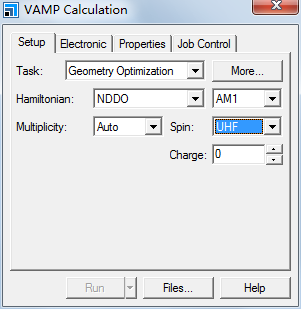 VAMP Calculation
Setup Electronic Properties Job Control
Task: Geometry Optimization More...
Hamiltonian: NDDO AM1
Multiplicity: Auto Spin: UHF
Charge: 0
Run Files... Help